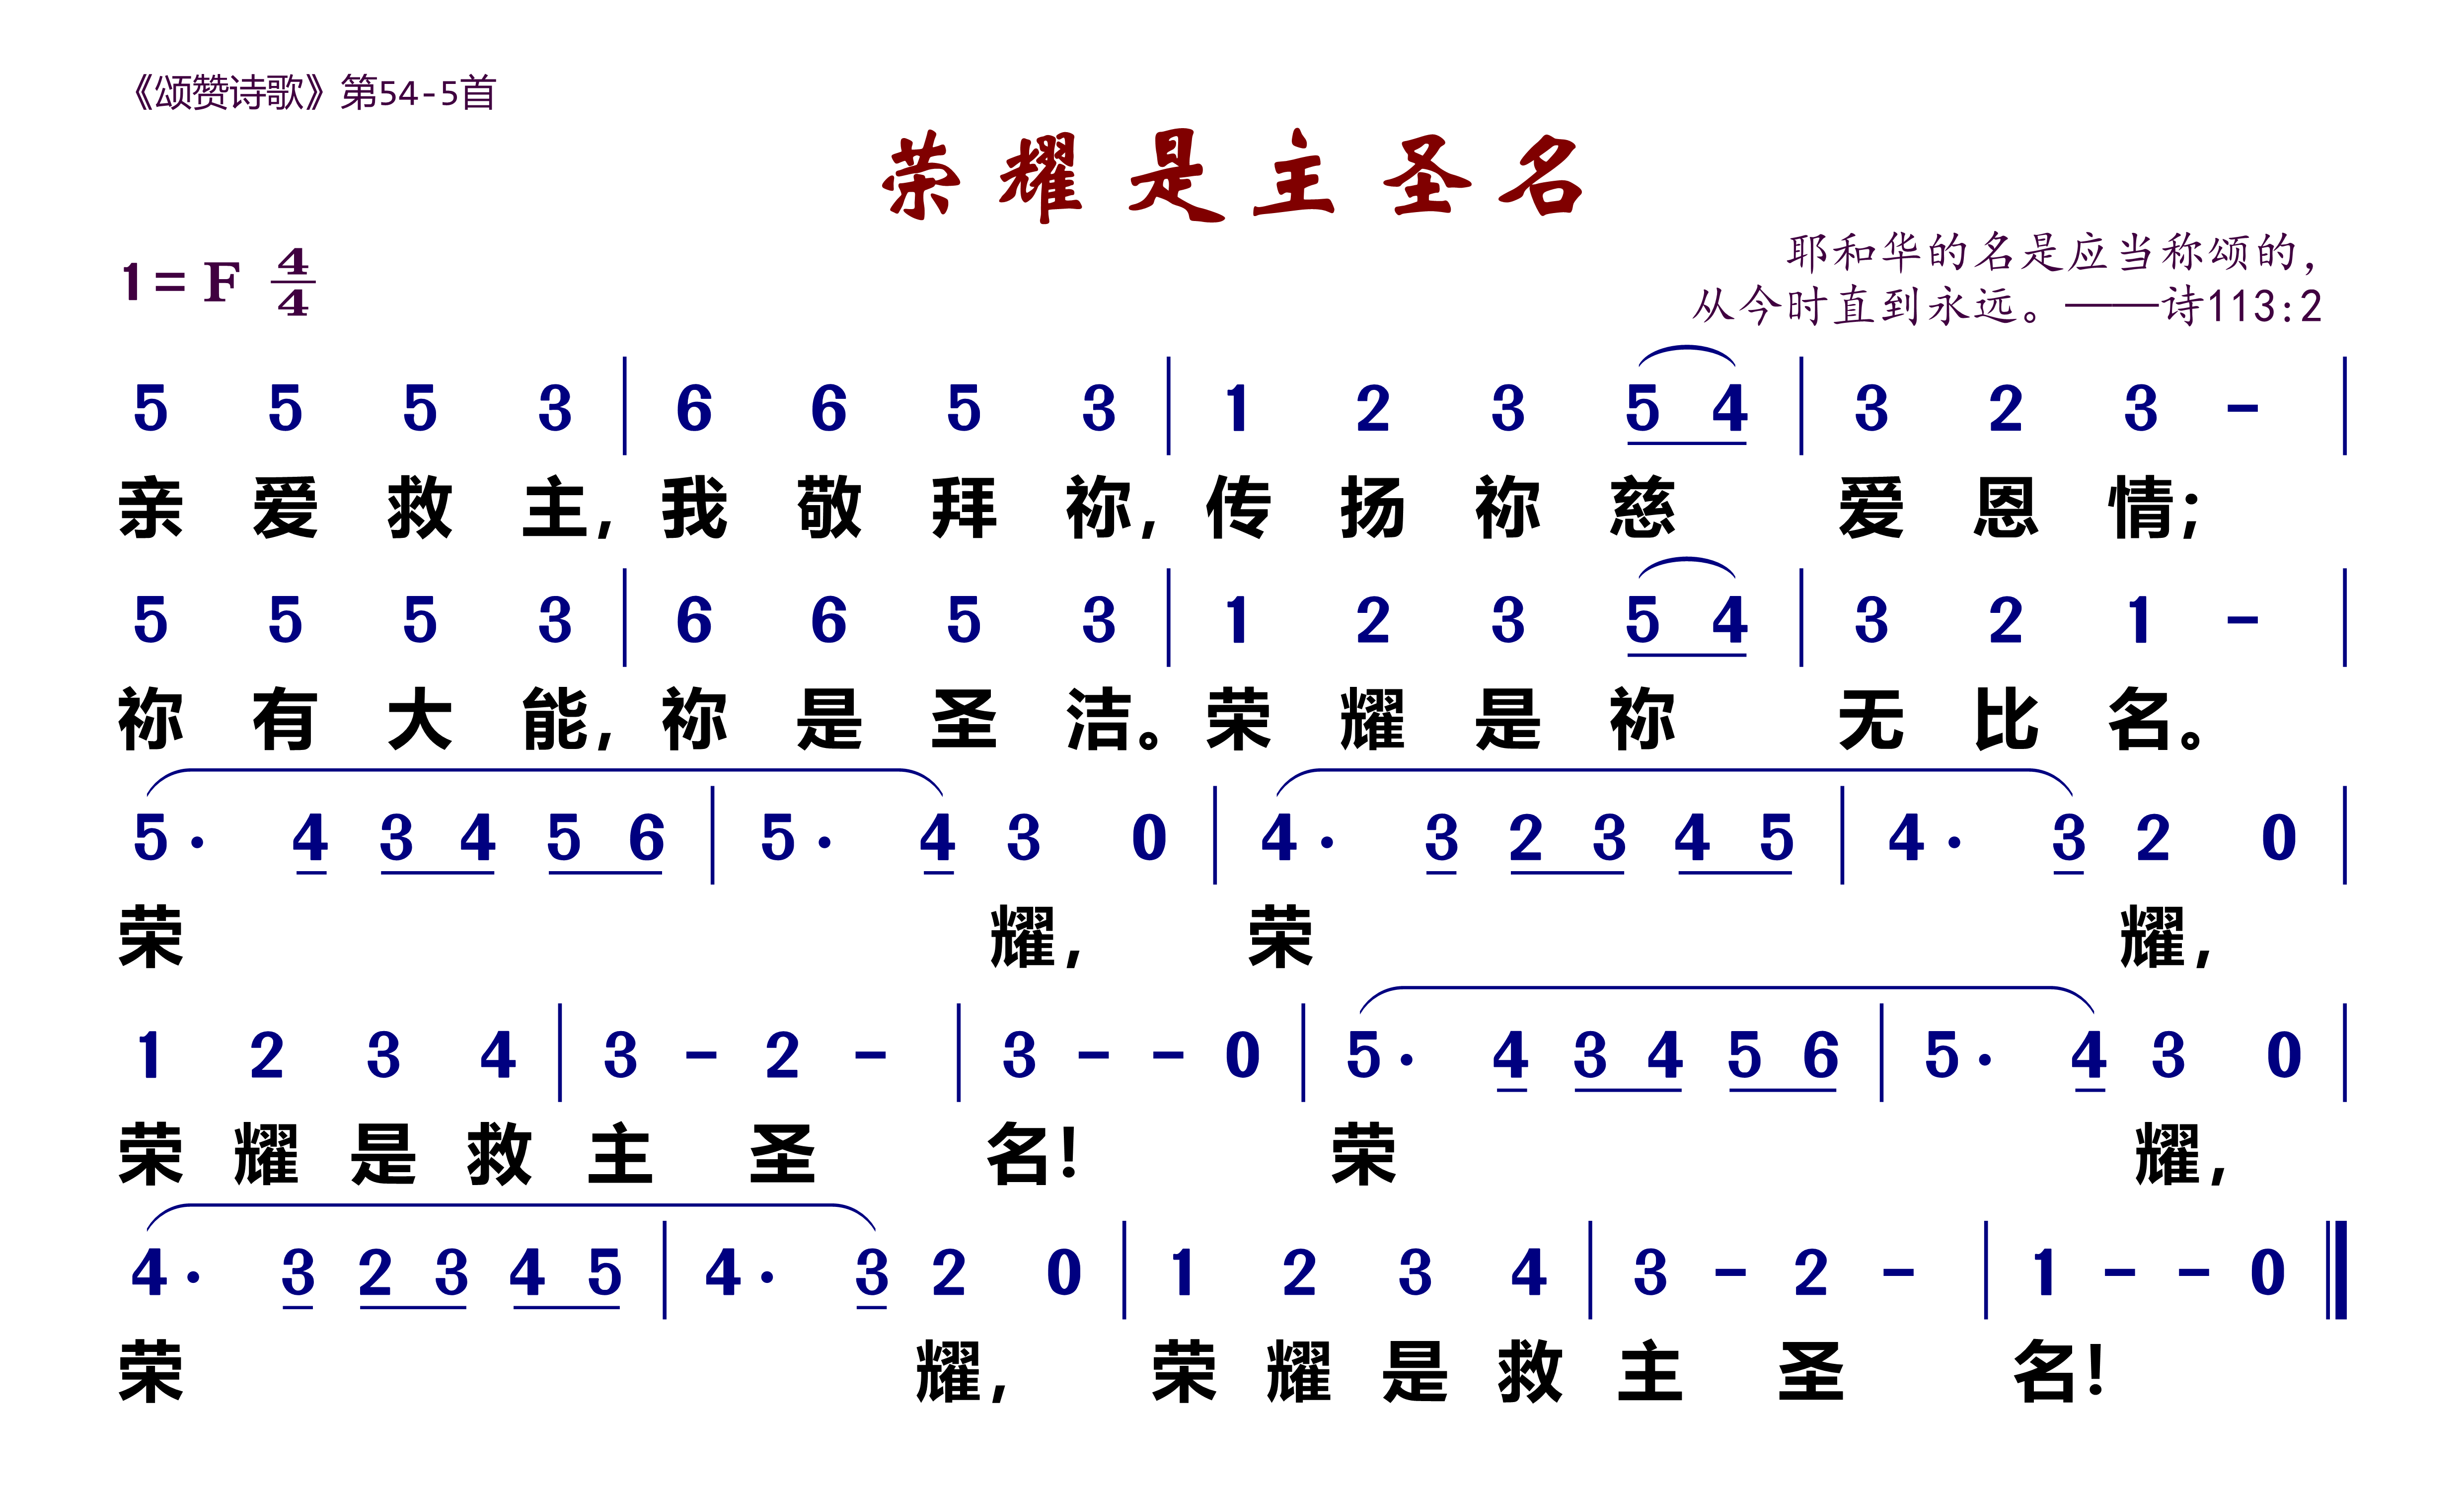 《颂赞诗歌》第54-5首
荣耀是主圣名
耶和华的名是应当称颂的，
1= F 4/4
从今时直到永远。——诗113:2
5 5 5 3 | 6 6 5 3 | 1 2 3 5 4 | 3 2 3 - |
亲爱救主，我敬拜祢，传扬祢慈爱恩情；
5 5 5 3 | 6 6 5 3 | 1 2 3 5 4 | 3 2 1 - |
祢有大能，祢是圣洁。荣耀是祢无比名。
5· 4 3 4 5 6 | 5· 4 3 0 | 4· 3 2 3 4 5 | 4· 3 2 0 |
荣耀，荣耀，
1 2 3 4 | 3 - 2 - | 3 - - 0 | 5· 4 3 4 5 6 | 5· 4 3 0 |
荣耀是救主圣名！荣耀，
4· 3 2 3 4 5 | 4· 3 2 0 | 1 2 3 4 | 3 - 2 - | 1 - - 0 ‖
荣耀，荣耀是救主圣名！